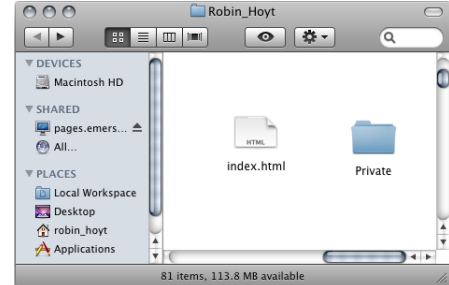 Robin_Hoyt
DEVICES
Macintosh HD
SHARED
pages.emers...
All...
PLACES
Local Workspace
Desktop
robin_hoyt
Applications
HTML
index.html
Private
81 items, 113.8 MB available